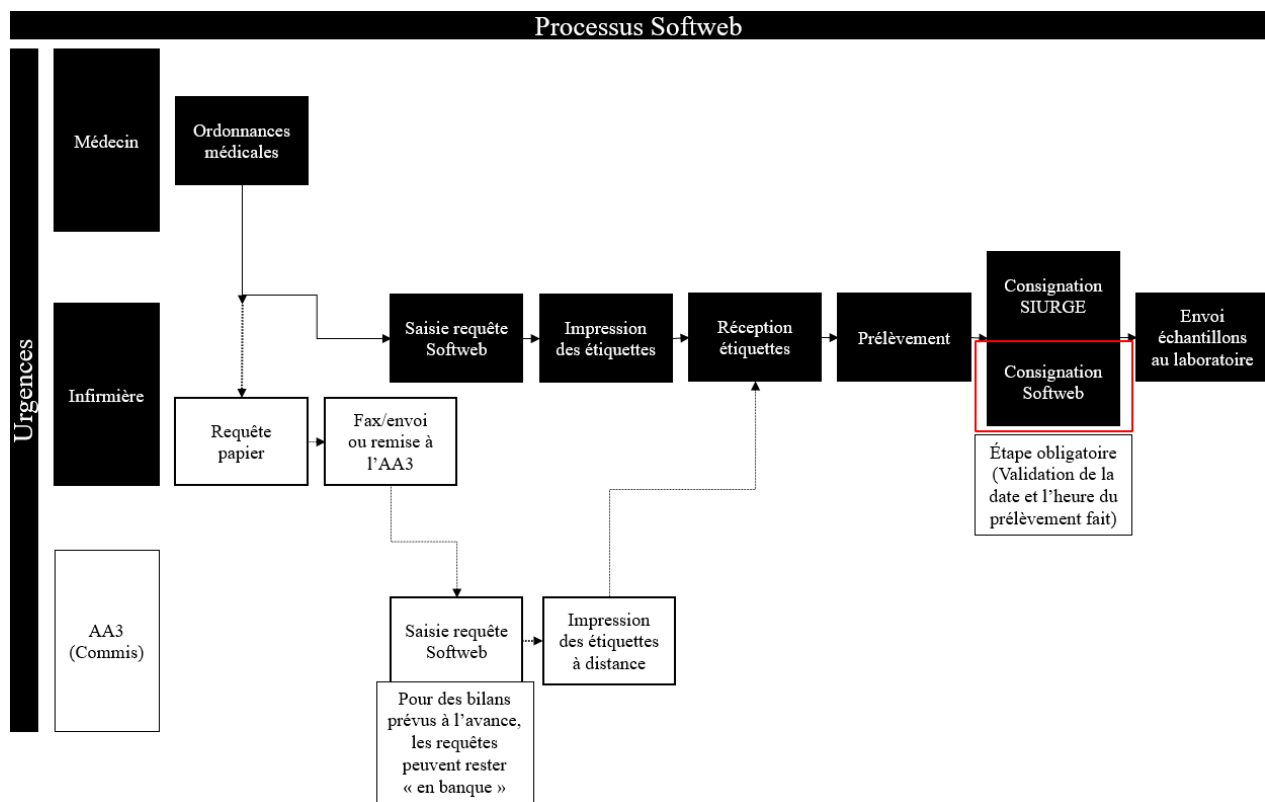 Processus Softweb
Urgences
Médecin
Ordonnances
médicales
Infirmière
Saisie requête
Softweb
Impression
des étiquettes
Réception
étiquettes
Prélèvement
Consignation
SIURGE
Consignation
Softweb
Envoi
échantillons
au laboratoire
Requête
papier
Fax/envoi
ou remise à
l’AA3
Étape obligatoire
(Validation de la
date et l’heure du
prélèvement fait)
AA3
(Commis)
Saisie requête
Softweb
Impression
des étiquettes
à distance
Pour des bilans
prévus à l’avance,
les requêtes
peuvent rester
« en banque »